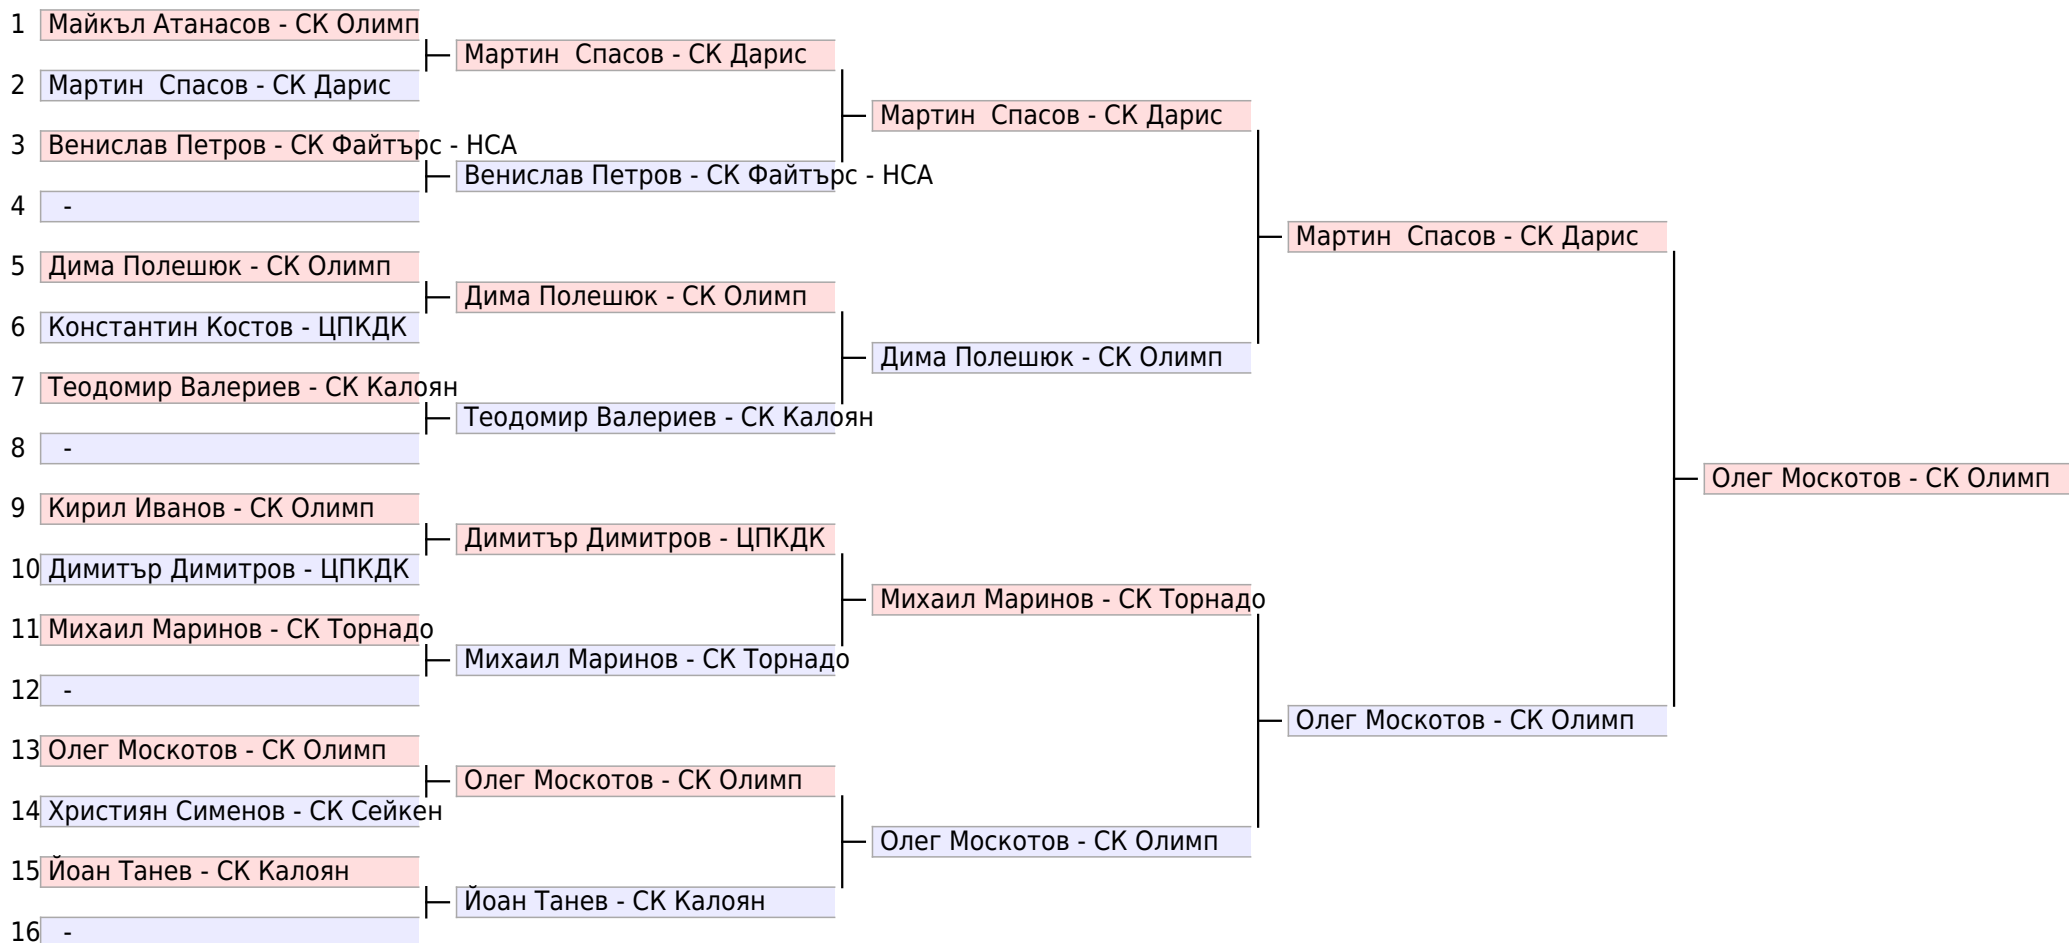 1 Майкъл Атанасов - СК Олимп
2 Мартин  Спасов - СК Дарис
3 Венислав Петров - СК Файтърс - НСА
4 -
5 Дима Полешюк - СК Олимп
6 Константин Костов - ЦПКДК
7 Теодомир Валериев - СК Калоян
8 -
9 Кирил Иванов - СК Олимп
10 Димитър Димитров - ЦПКДК
11 Михаил Маринов - СК Торнадо
12 -
13 Олег Москотов - СК Олимп
14 Християн Сименов - СК Сейкен
15 Йоан Танев - СК Калоян
16 -
Мартин  Спасов - СК Дарис
Венислав Петров - СК Файтърс - НСА
Дима Полешюк - СК Олимп
Теодомир Валериев - СК Калоян
Димитър Димитров - ЦПКДК
Михаил Маринов - СК Торнадо
Олег Москотов - СК Олимп
Йоан Танев - СК Калоян
Мартин  Спасов - СК Дарис
Дима Полешюк - СК Олимп
Михаил Маринов - СК Торнадо
Олег Москотов - СК Олимп
Мартин  Спасов - СК Дарис
Олег Москотов - СК Олимп
Олег Москотов - СК Олимп